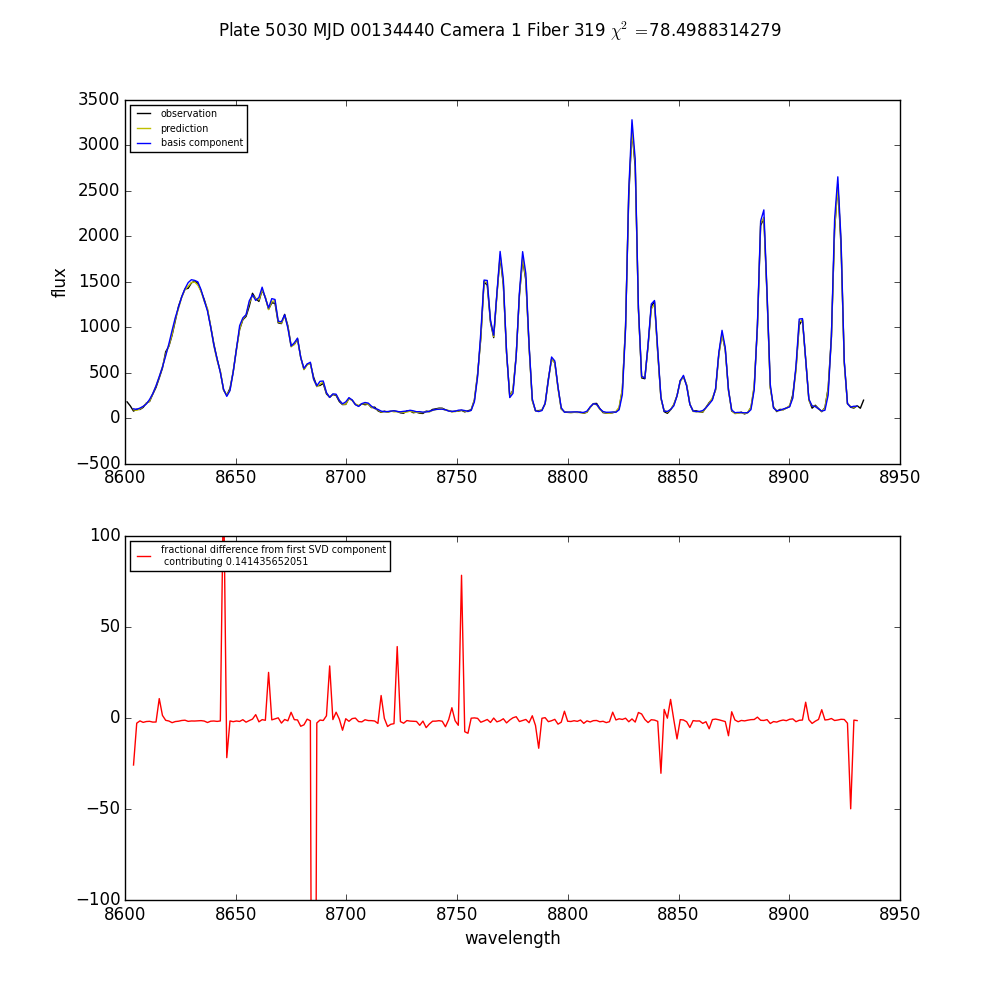 Plate 5030 MJD 00134440 Camera 1 Fiber 319 χ² =78.4988314279
3500
3000
2500
2000
1500
1000
500
0
−500
flux
observation
prediction
basis component
8600 8650 8700 8750 8800 8850 8900 8950
100
50
0
−50
−100
fractional difference from first SVD component
contributing 0.141435652051
8600 8650 8700 8750 8800 8850 8900 8950
wavelength